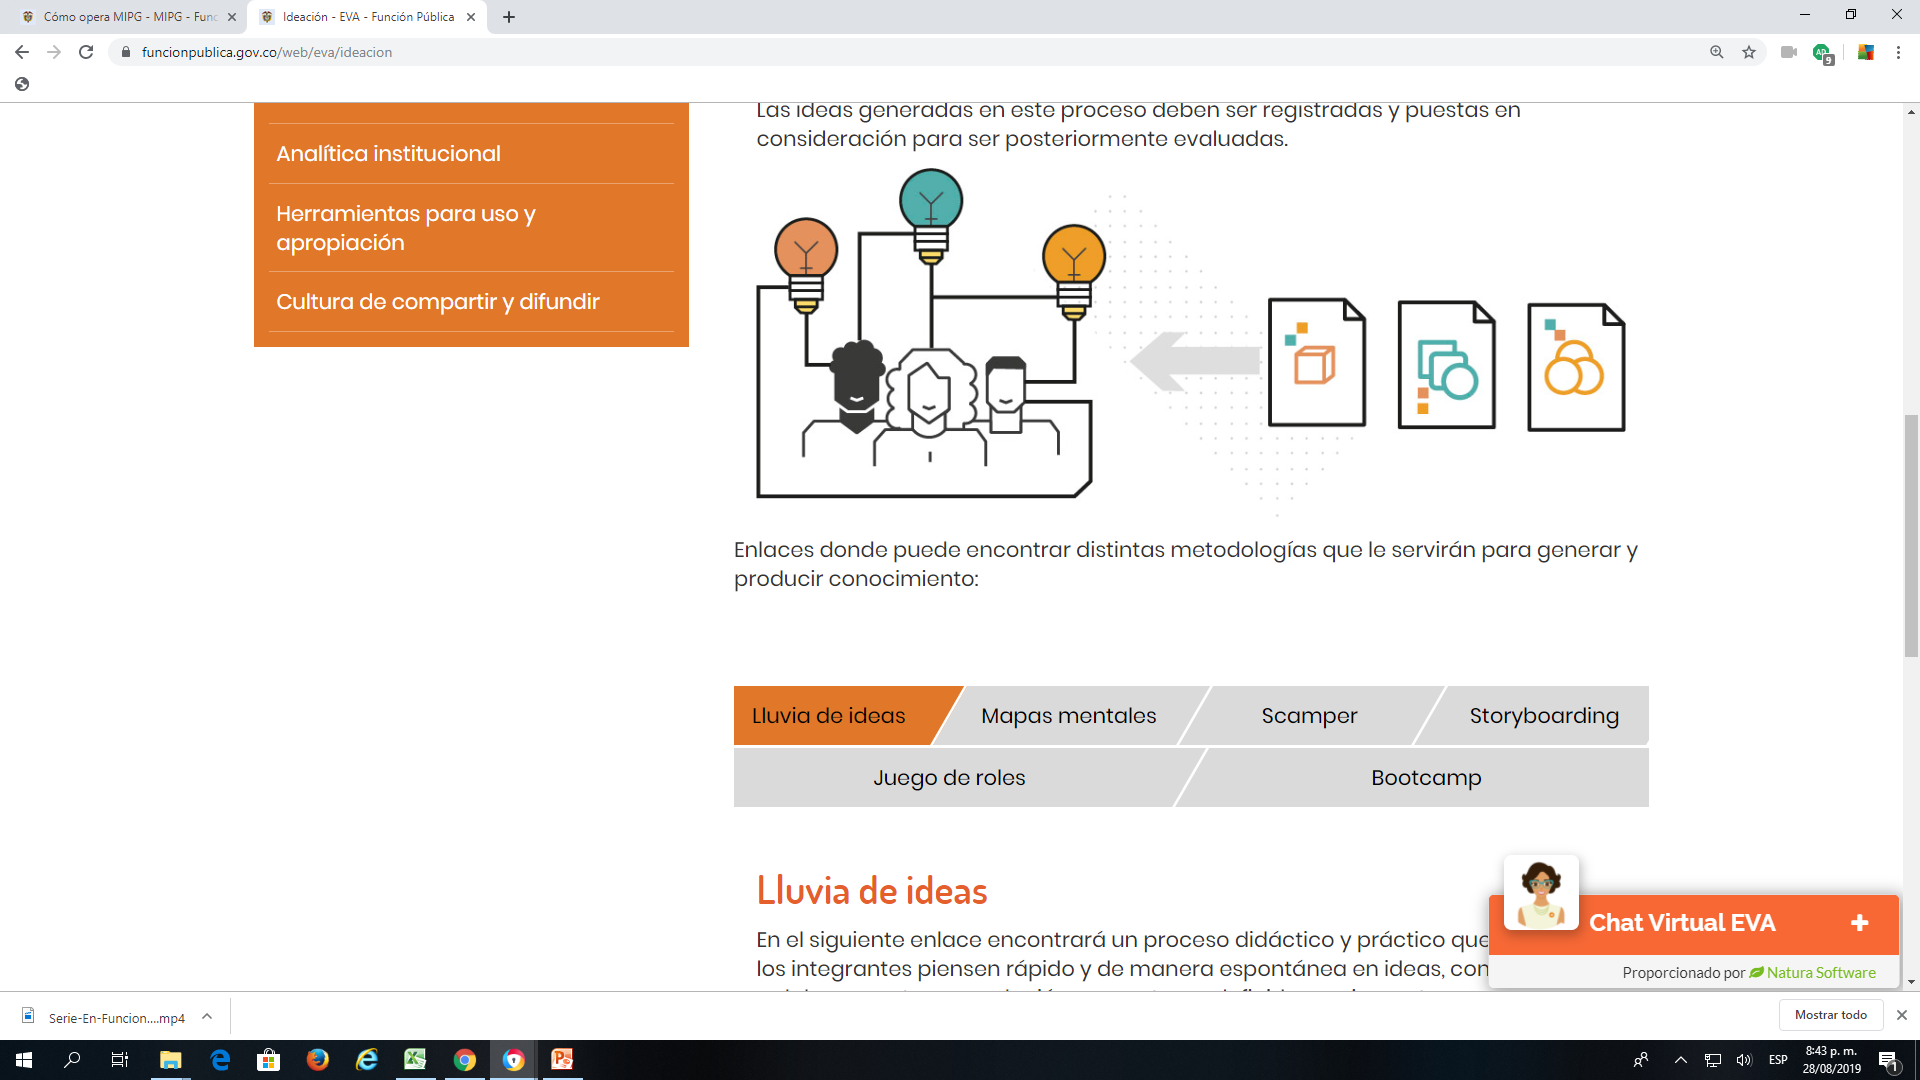 Cómo opera MIPG - MIPG - Func
Ideación - EVA - Función Pública
funcionpublica.gov.co/web/eva/ideacion
9
Analítica institucional
Herramientas para uso y
apropiación
Cultura de compartir y difundir
Las ideas generadas en este proceso deben ser registradas y puestas en
consideración para ser posteriormente evaluadas.
Enlaces donde puede encontrar distintas metodologías que le servirán para generar y
producir conocimiento:
Lluvia de ideas
Mapas mentales
Scamper
Storyboarding
Juego de roles
Bootcamp
Lluvia de ideas
En el siguiente enlace encontrará un proceso didáctico y práctico que
los integrantes piensen rápido y de manera espontánea en ideas, con
Chat Virtual EVA
Proporcionado por Natura Software
Serie-En-Funcion....mp4
Mostrar todo
ESP
8:43 p. m.
28/08/2019
1